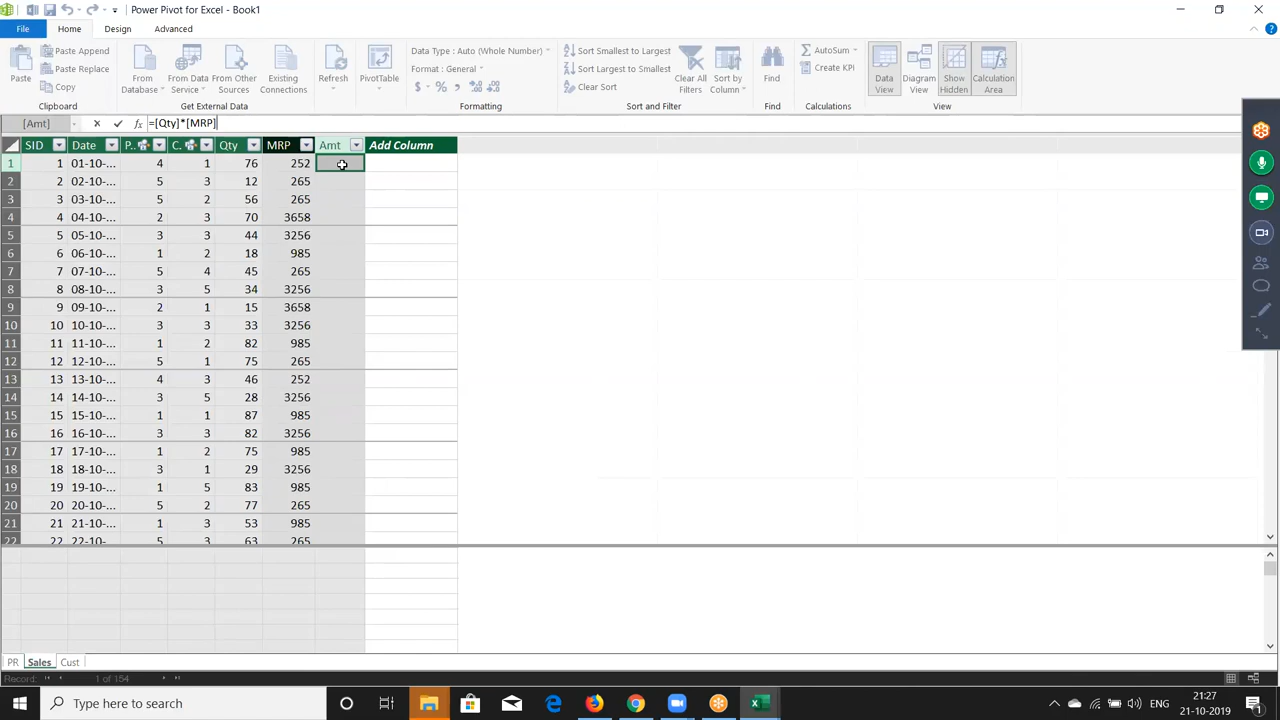 Power Pivot for Excel - Book1
File Home Design Advanced
Paste
Paste Append
Paste Replace
Copy
Clipboard
From Database
From Data Service
From Other Sources
Existing Connections
Get External Data
Refresh
PivotTable
Data Type : Auto (Whole Number)
Format : General
$ % ,
Formatting
Sort Smallest to Largest
Sort Largest to Smallest
Clear Sort
Clear All Filters
Sort by Column
Sort and Filter
Find
Find
AutoSum
Create KPI
Calculations
Data View
Diagram View
Show Hidden
Calculation Area
View
[Amt] fx =[Qty]*[MRP]
SID Date P.. C. Qty MRP Amt Add Column
1 1 01-10-... 4 1 76 252
2 2 02-10-... 5 3 12 265
3 3 03-10-... 5 2 56 265
4 4 04-10-... 2 3 70 3658
5 5 05-10-... 3 3 44 3256
6 6 06-10-... 1 2 18 985
7 7 07-10-... 5 4 45 265
8 8 08-10-... 3 5 34 3256
9 9 09-10-... 2 1 15 3658
10 10 10-10-... 3 3 33 3256
11 11 11-10-... 1 2 82 985
12 12 12-10-... 5 1 75 265
13 13 13-10-... 4 3 46 252
14 14 14-10-... 3 5 28 3256
15 15 15-10-... 1 1 87 985
16 16 16-10-... 3 3 82 3256
17 17 17-10-... 1 2 75 985
18 18 18-10-... 3 1 29 3256
19 19 19-10-... 1 5 83 985
20 20 20-10-... 5 2 77 265
21 21 21-10-... 1 3 53 985
22 22 22-10- 5 3 63 265
PR Sales Cust
Record: 1 of 154
Type here to search
ENG
21:27
21-10-2019